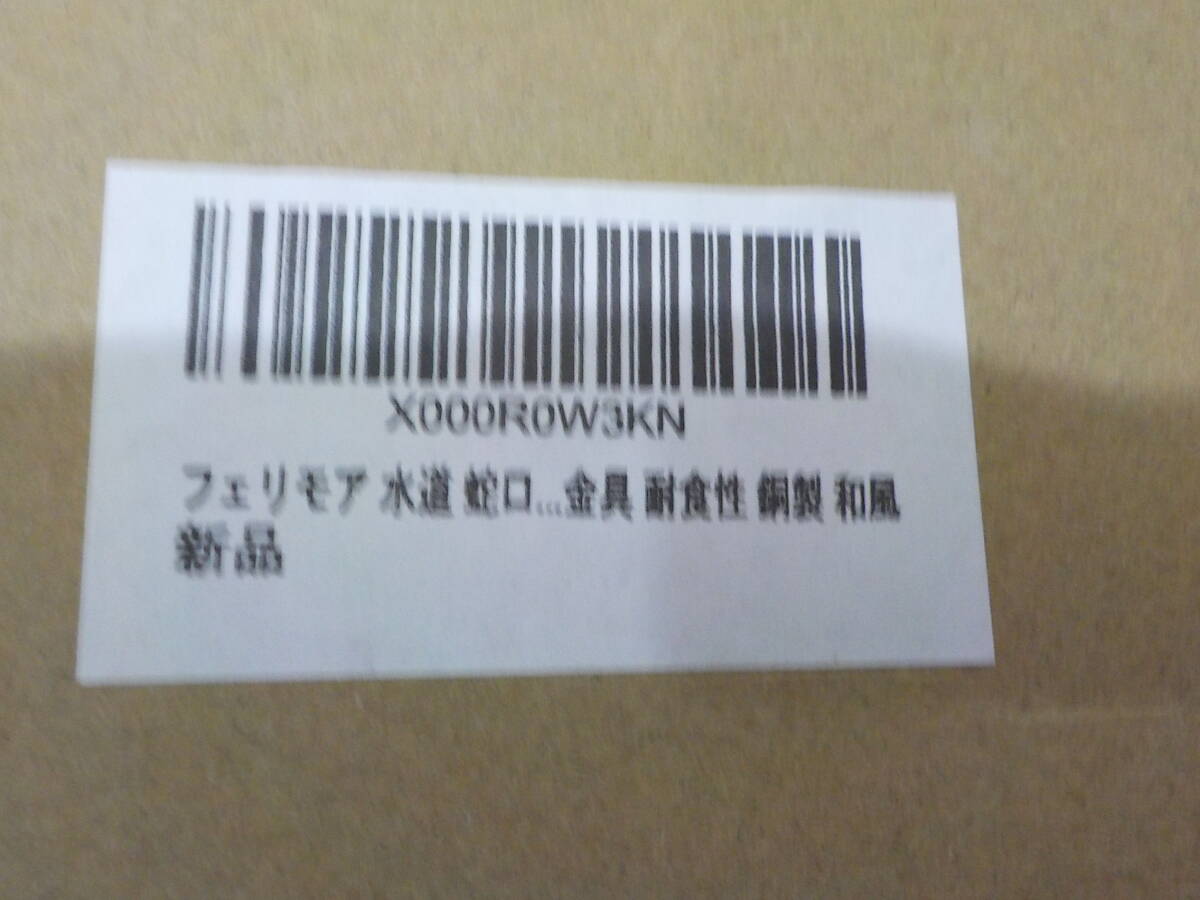 X000R0W3KN
フェリモア 水道 蛇口...金具 耐食性 銅製 和風
新品